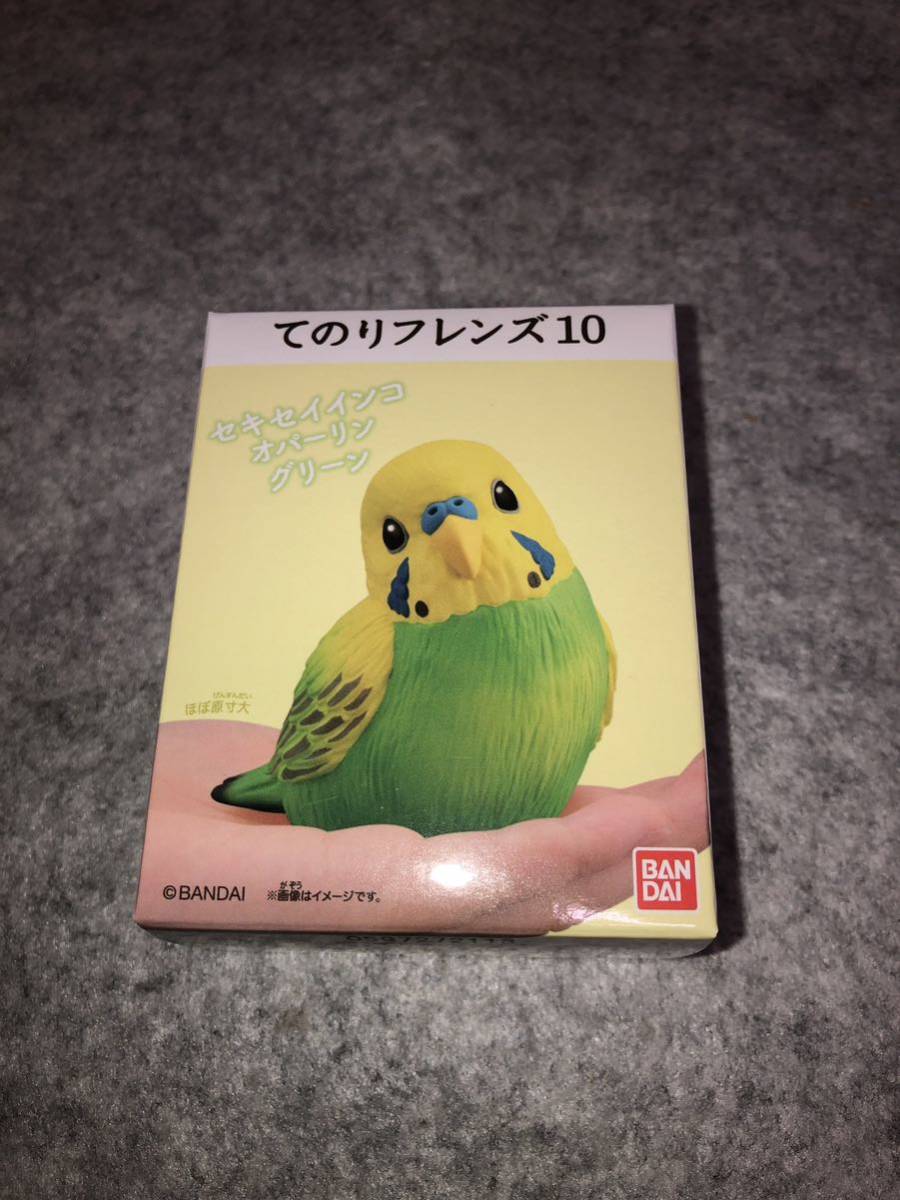 てのりフレンズ10
セキセイインコ
オパーリン
グリーン
げんすんだい
ほぼ原寸大
©BANDAI
がぞう
※画像はイメージです。
BAN
DAI